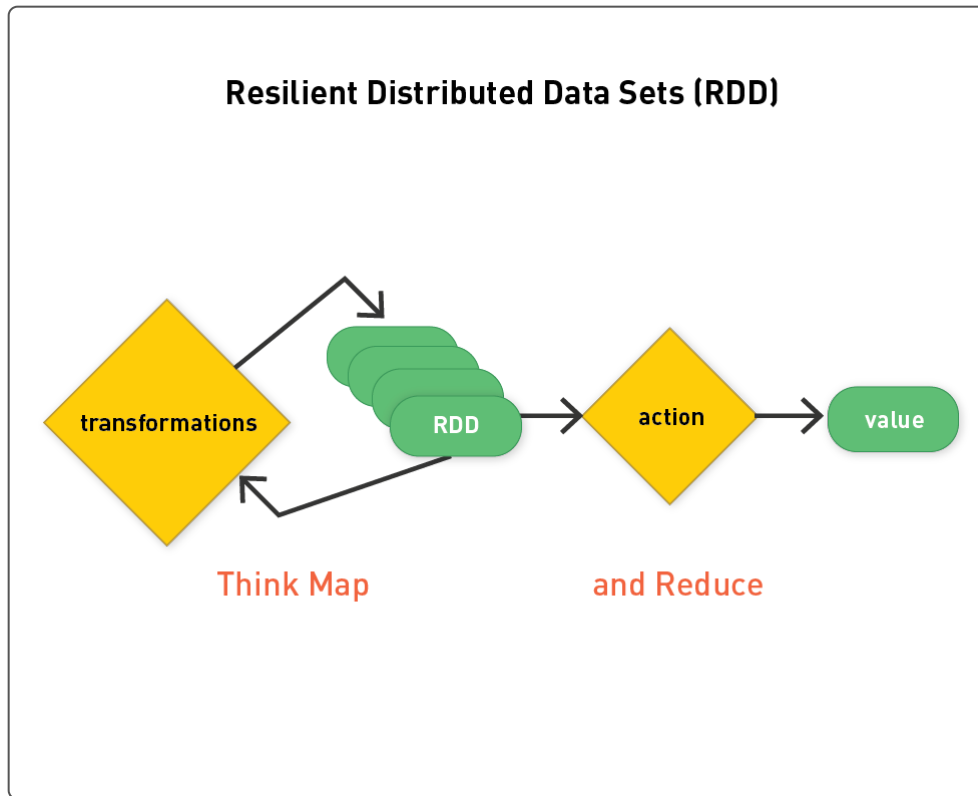 Resilient Distributed Data Sets (RDD)
transformations
RDD
action
value
Think Map
and Reduce